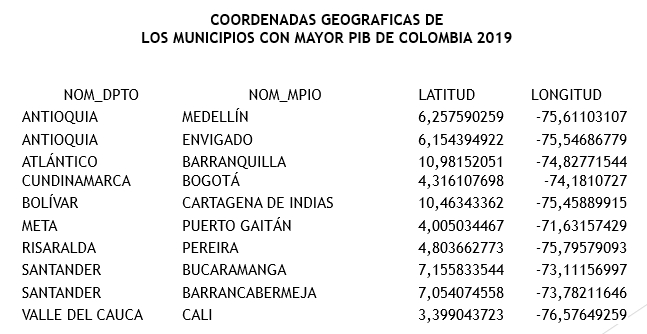 COORDENADAS GEOGRAFICAS DE
LOS MUNICIPIOS CON MAYOR PIB DE COLOMBIA 2019
NOM_DPTO NOM_MPIO LATITUD LONGITUD
ANTIOQUIA MEDELLÍN 6,257590259 -75,61103107
ANTIOQUIA ENVIGADO 6,154394922 -75,54686779
ATLÁNTICO BARRANQUILLA 10,98152051 -74,82771544
CUNDINAMARCA BOGOTÁ 4,316107698 -74,1810727
BOLÍVAR CARTAGENA DE INDIAS 10,46343362 -75,45889915
META PUERTO GAITÁN 4,005034467 -71,63157429
RISARALDA PEREIRA 4,803662773 -75,79579093
SANTANDER BUCARAMANGA 7,155833544 -73,11156997
SANTANDER BARRANCABERMEJA 7,054074558 -73,78211646
VALLE DEL CAUCA CALI 3,399043723 -76,57649259